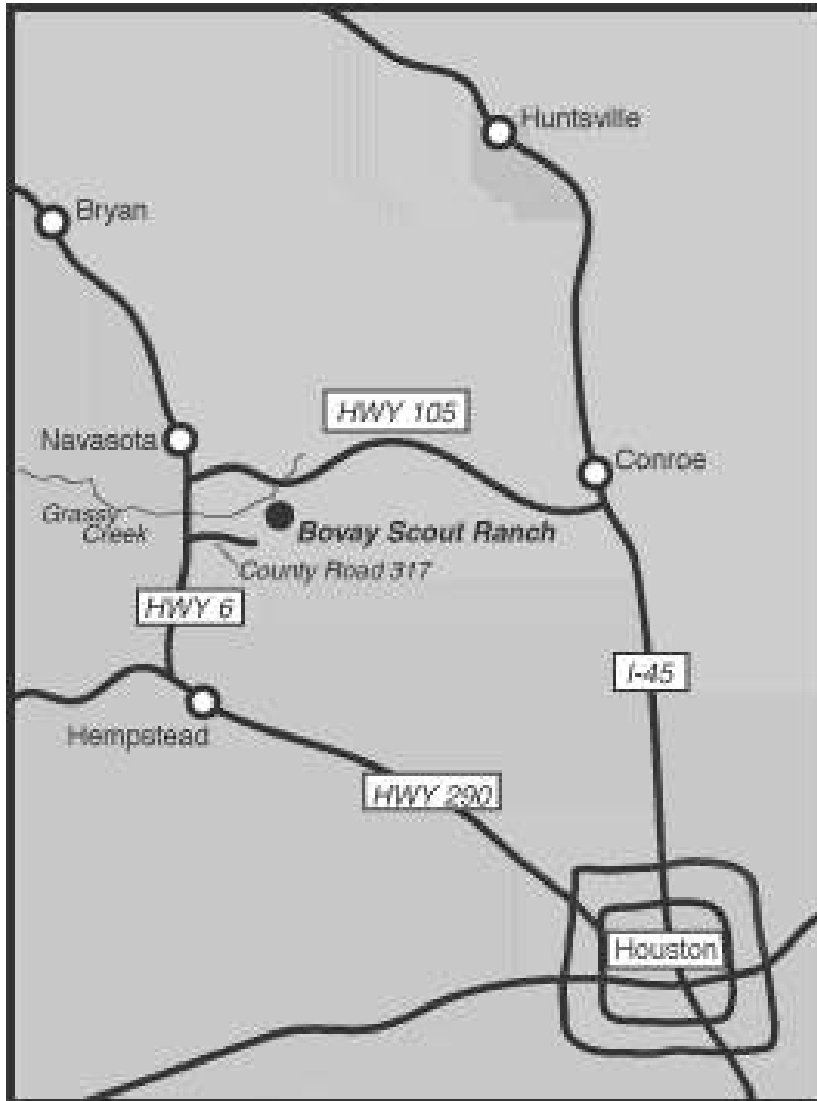 Huntsville
Bryan
HWY 105
Navasota
Conroe
Grassy
Creek
Bovay Scout Ranch
County Road 317
HWY 6
I-45
Hempstead
HWY 290
Houston